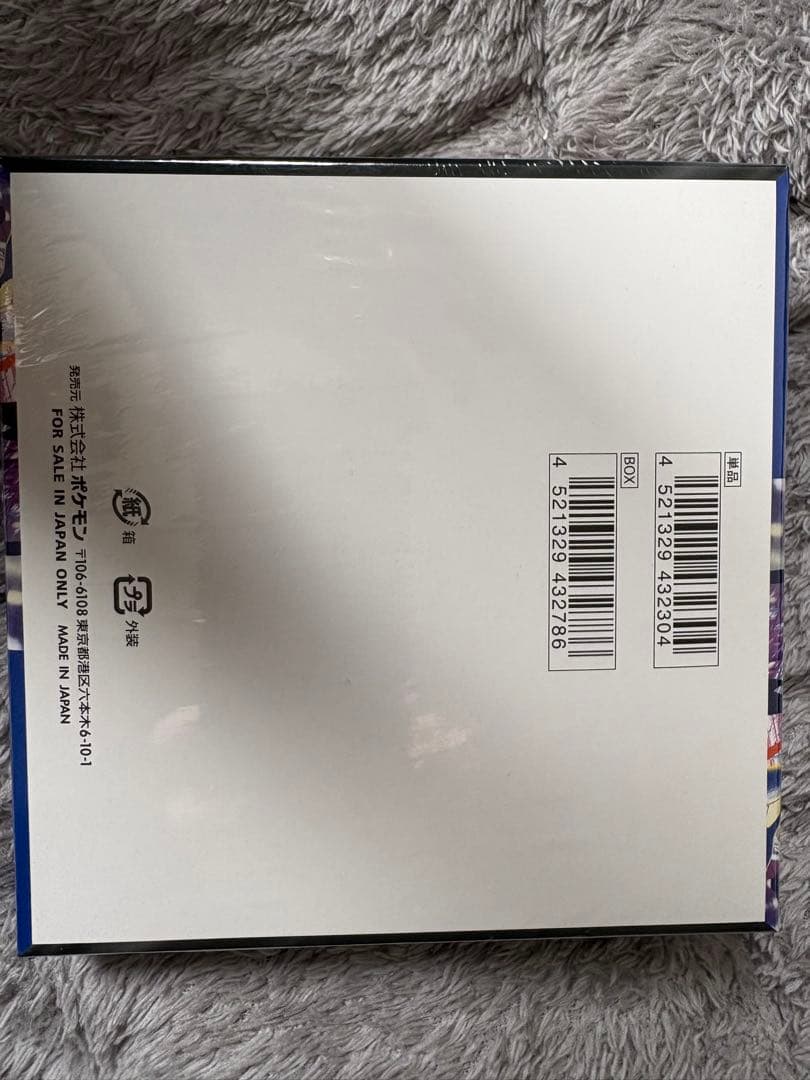 単品
4 521329 432304
BOX
4 521329 432786
紙 箱
プラ 外装
発売元 株式会社 ポケモン 〒106-6108 東京都港区六本木6-10-1
FOR SALE IN JAPAN ONLY MADE IN JAPAN